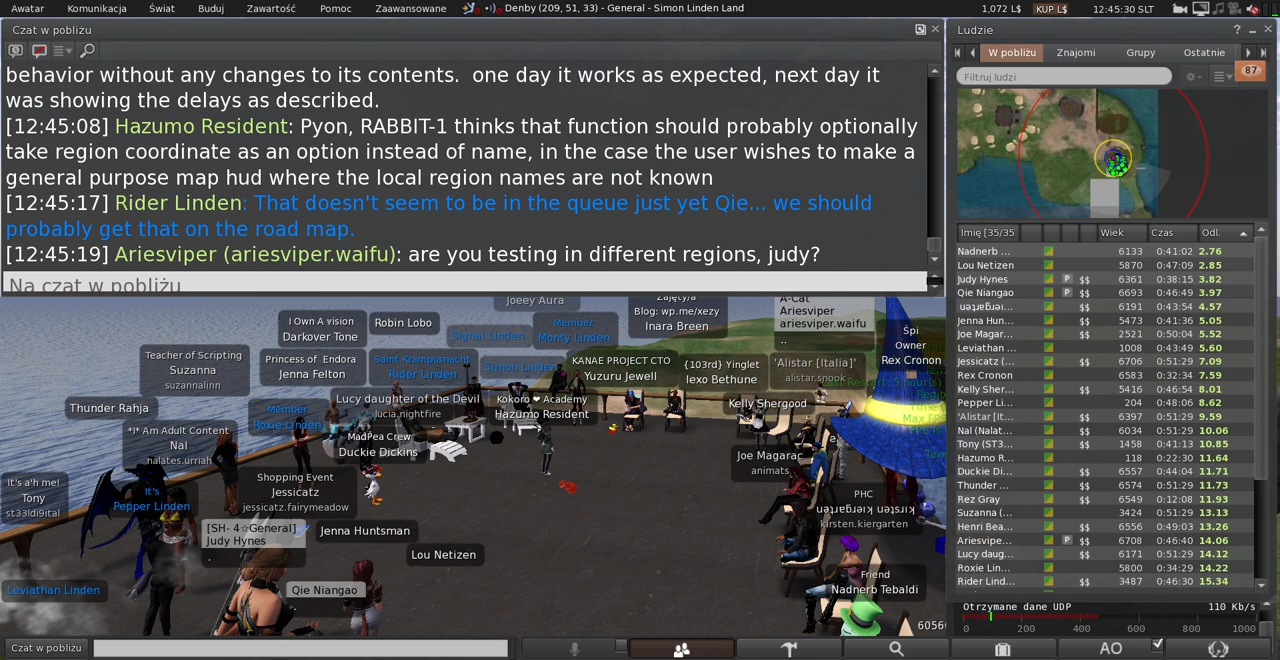 Awatar Komunikacja Świat Buduj Zawartość Pomoc Zaawansowane Denby (209, 51, 33) - General - Simon Linden Land 1,072 L$ KUP L$ 12:45:30 SLT
Czat w pobliżu
behavior without any changes to its contents.  one day it works as expected, next day it
was showing the delays as described.
[12:45:08] Hazumo Resident: Pyon, RABBIT-1 thinks that function should probably optionally
take region coordinate as an option instead of name, in the case the user wishes to make a
general purpose map hud where the local region names are not known
[12:45:17] Rider Linden: That doesn't seem to be in the queue just yet Qie... we should
probably get that on the road map.
[12:45:19] Ariesviper (ariesviper.waifu): are you testing in different regions, judy?
Na czat w pobliżu
Joeey Aura
Zajęty/a
Blog: wp.me/xezy
Inara Breen
A-Cat
Ariesviper
ariesviper.waifu
..
I Own A vision
Darkover Tone
Robin Lobo
Signal Linden
Member
Monty Linden
Śpi
Owner
Rex Cronon
Teacher of Scripting
Suzanna
suzannalinn
Princess of Endora
Jenna Felton
Saint Krampusnacht
Rider Linden
Simon Linden
KANAE PROJECT CTO
Yuzuru Jewell
{103rd} Yinglet
Iexo Bethune
'Alistar [Italia]'
alistar.snook
Thunder Rahja
Member
Roxie Linden
Lucy daughter of the Devil
lucia.nightfire
Kokoro ❤ Academy
Hazumo Resident
Kelly Shergood
*I* Am Adult Content
Nal
nalates.urriah
MadPea Crew
Duckie Dickins
Joe Magarac
animats
It's a'h me!
Tony
st33ldi9ital
It's
Pepper Linden
Shopping Event
Jessicatz
jessicatz.fairymeadow
PHC
kirsten.kiergarten
[SH- 4☆General]
Judy Hynes
.
Jenna Huntsman
Lou Netizen
Leviathan Linden
Qie Niangao
Friend
Nadnerb Tebaldi
6056
Czat w pobliżu
Ludzie
W pobliżu Znajomi Grupy Ostatnie
Filtruj ludzi
87
Imię [35/35 Wiek Czas Odl.
Nadnerb ... 6133 0:41:02 2.76
Lou Netizen 5870 0:47:09 2.85
Judy Hynes P $$ 6361 0:38:15 3.82
Qie Niangao P $$ 6693 0:46:49 3.97
$$ 6191 0:43:54 4.57
Jenna Hun... $$ 5473 0:41:36 5.05
Joe Magar... $$ 2521 0:50:04 5.52
Leviathan ... 1008 0:43:49 5.60
Jessicatz (... $$ 6706 0:51:29 7.09
Rex Cronon 6583 0:32:34 7.59
Kelly Sher... $$ 5416 0:46:54 8.01
Pepper Li... 204 0:48:06 8.62
'Alistar [It... $$ 6397 0:51:29 9.59
Nal (Nalat... $$ 6034 0:51:29 10.06
Tony (ST3... $$ 1458 0:41:13 10.85
Hazumo R... 118 0:22:30 11.64
Duckie Di... $$ 6557 0:44:04 11.71
Thunder ... $$ 6574 0:51:29 11.73
Rez Gray $$ 6549 0:12:08 11.93
Suzanna (... 3424 0:51:29 13.13
Henri Bea... $$ 6556 0:49:03 13.26
Ariesvipe... P $$ 6708 0:46:40 14.06
Lucy daug... $$ 6171 0:51:29 14.12
Roxie Lin... 5800 0:34:29 14.22
Rider Lind... $$ 3487 0:46:30 15.34
Otrzymane dane UDP 110 Kb/s
0 200 400 600 800 1000
AO